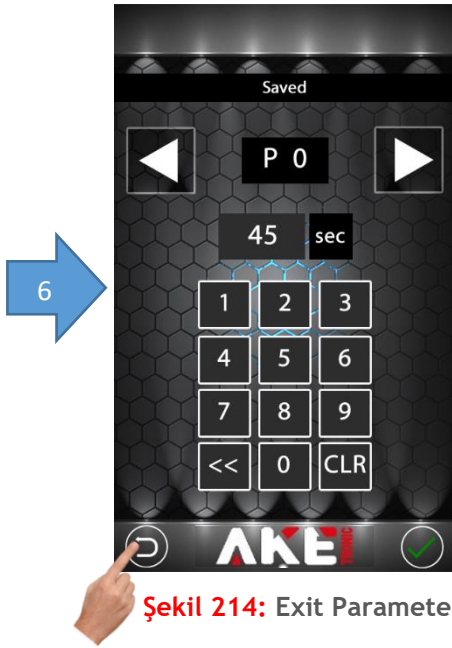 Saved
P 0
45 sec
6
1 2 3
4 5 6
7 8 9
<< 0 CLR
AKE TRONIC
Şekil 214: Exit Paramete